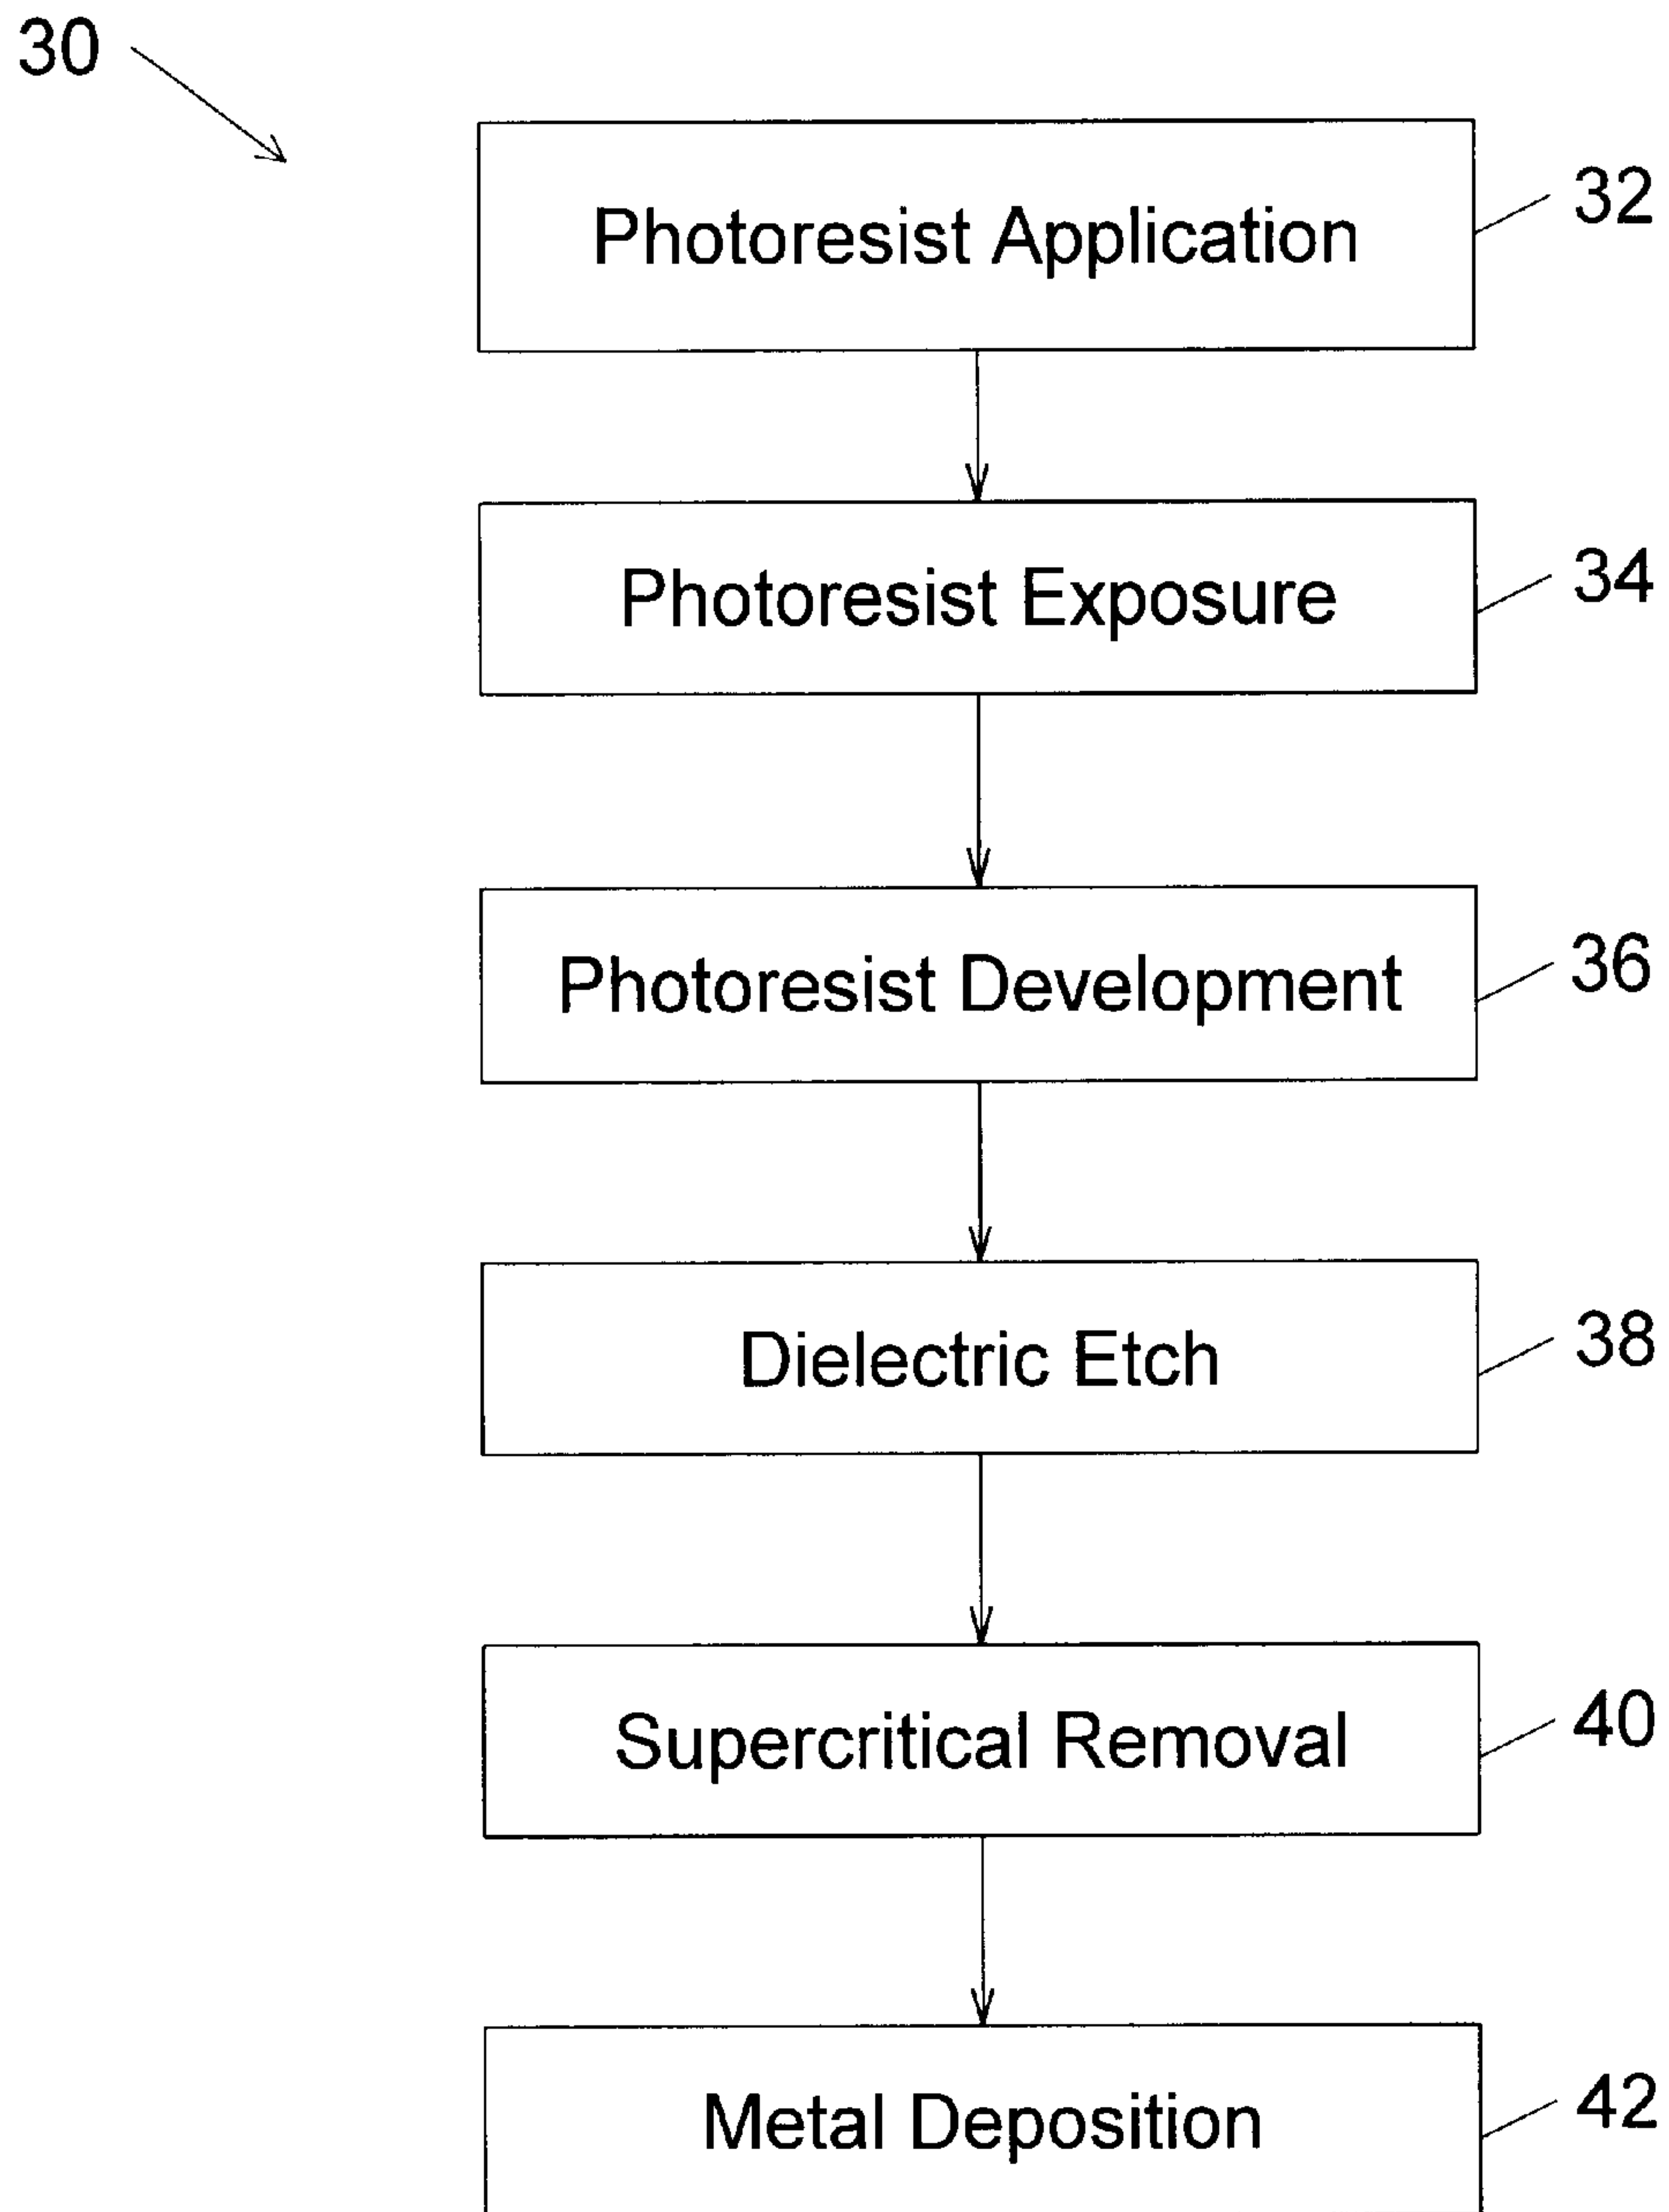 30
Photoresist Application
32
Photoresist Exposure
34
Photoresist Development
36
Dielectric Etch
38
Supercritical Removal
40
Metal Deposition
42